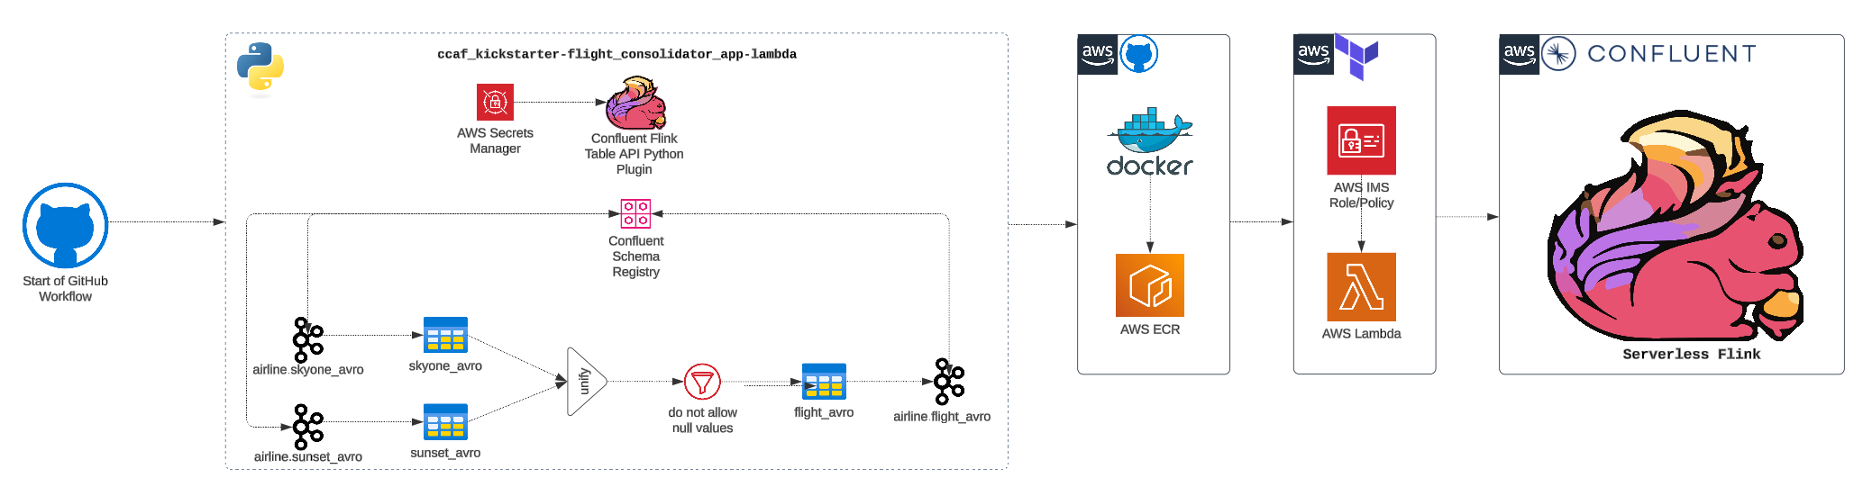 ccaf_kickstarter-flight_consolidator_app-lambda
AWS Secrets
Manager
Confluent Flink
Table API Python
Plugin
Confluent
Schema
Registry
Start of GitHub
Workflow
airline.skyone_avro
skyone_avro
airline.sunset_avro
sunset_avro
unify
do not allow
null values
flight_avro
airline.flight_avro
aws
docker
AWS ECR
aws
AWS IMS
Role/Policy
AWS Lambda
aws
CONFLUENT
Serverless Flink